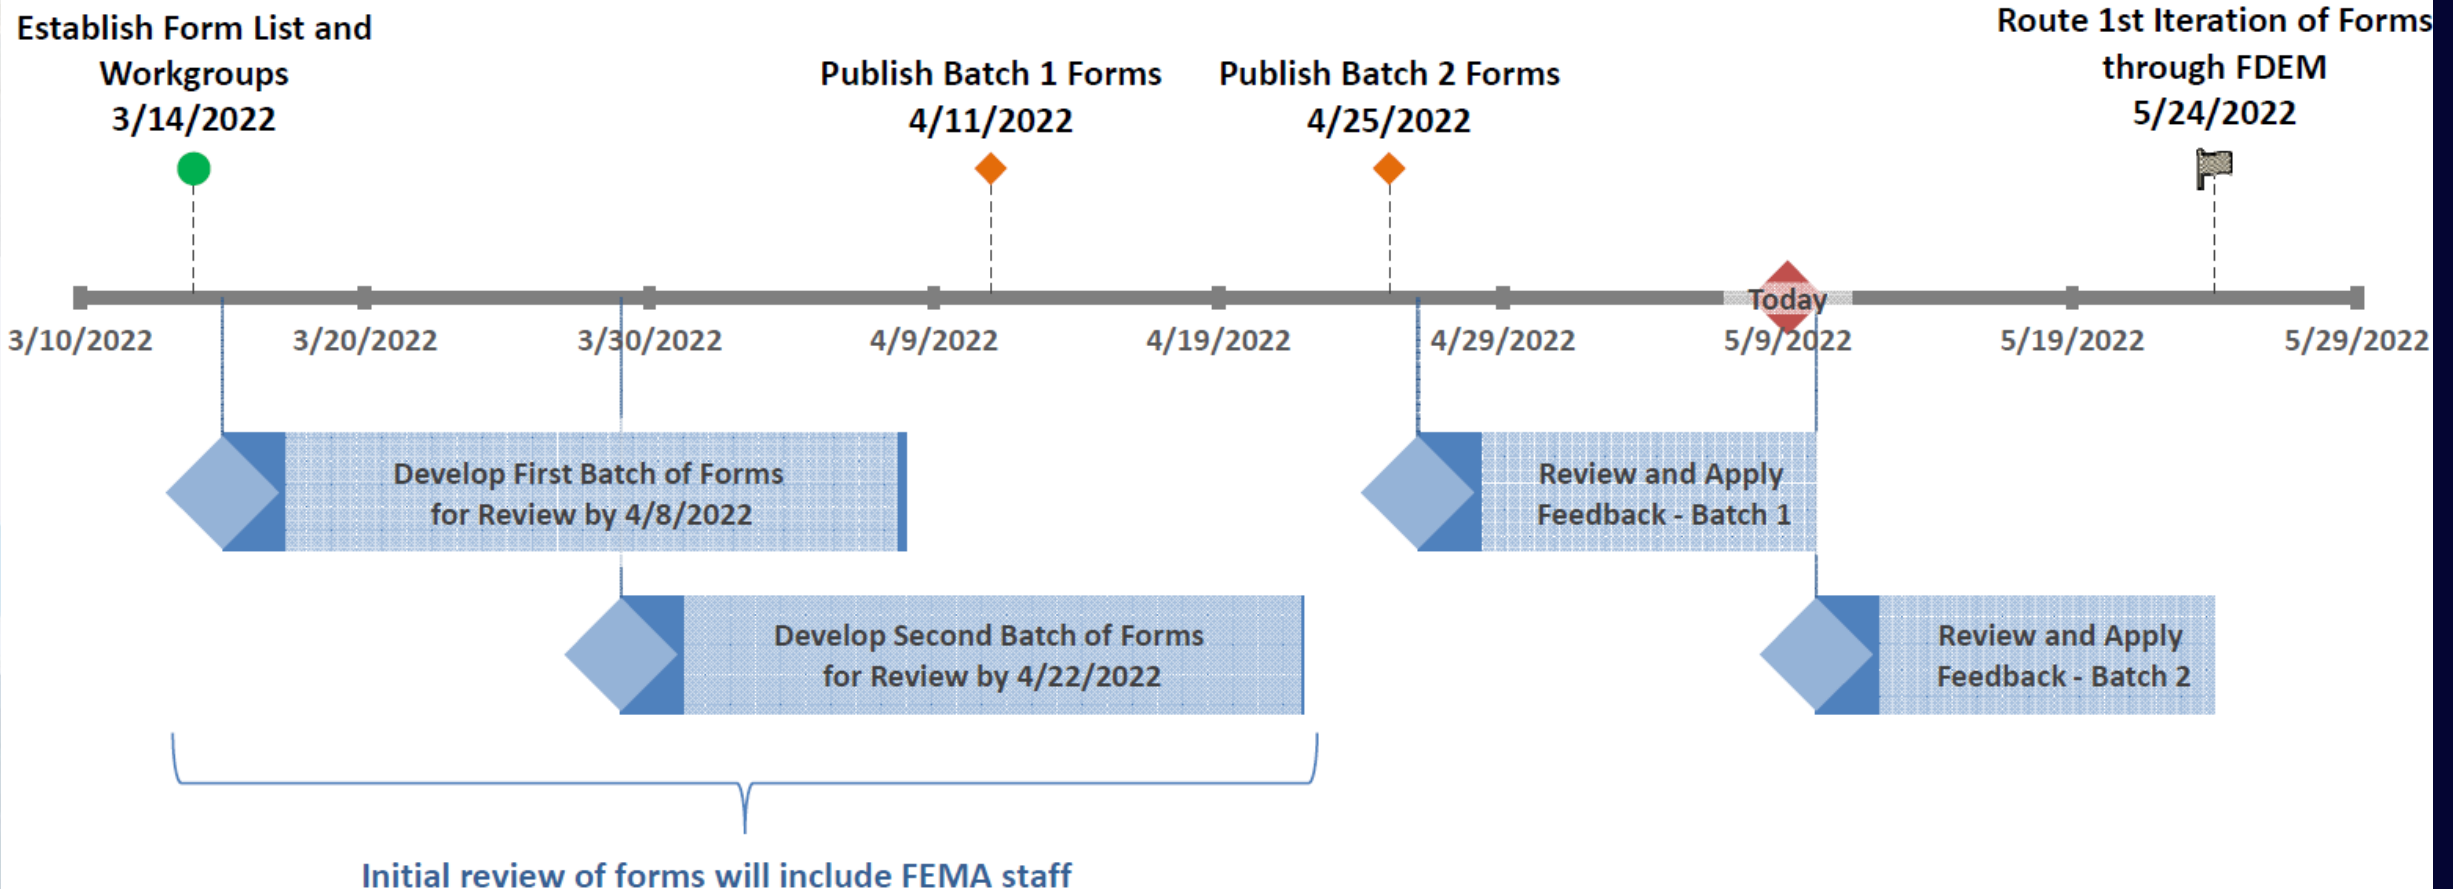 Establish Form List and
Workgroups
3/14/2022
Publish Batch 1 Forms
4/11/2022
Publish Batch 2 Forms
4/25/2022
Route 1st Iteration of Forms
through FDEM
5/24/2022
Today
3/10/2022
3/20/2022
3/30/2022
4/9/2022
4/19/2022
4/29/2022
5/9/2022
5/19/2022
5/29/2022
Develop First Batch of Forms
for Review by 4/8/2022
Review and Apply
Feedback - Batch 1
Develop Second Batch of Forms
for Review by 4/22/2022
Review and Apply
Feedback - Batch 2
Initial review of forms will include FEMA staff